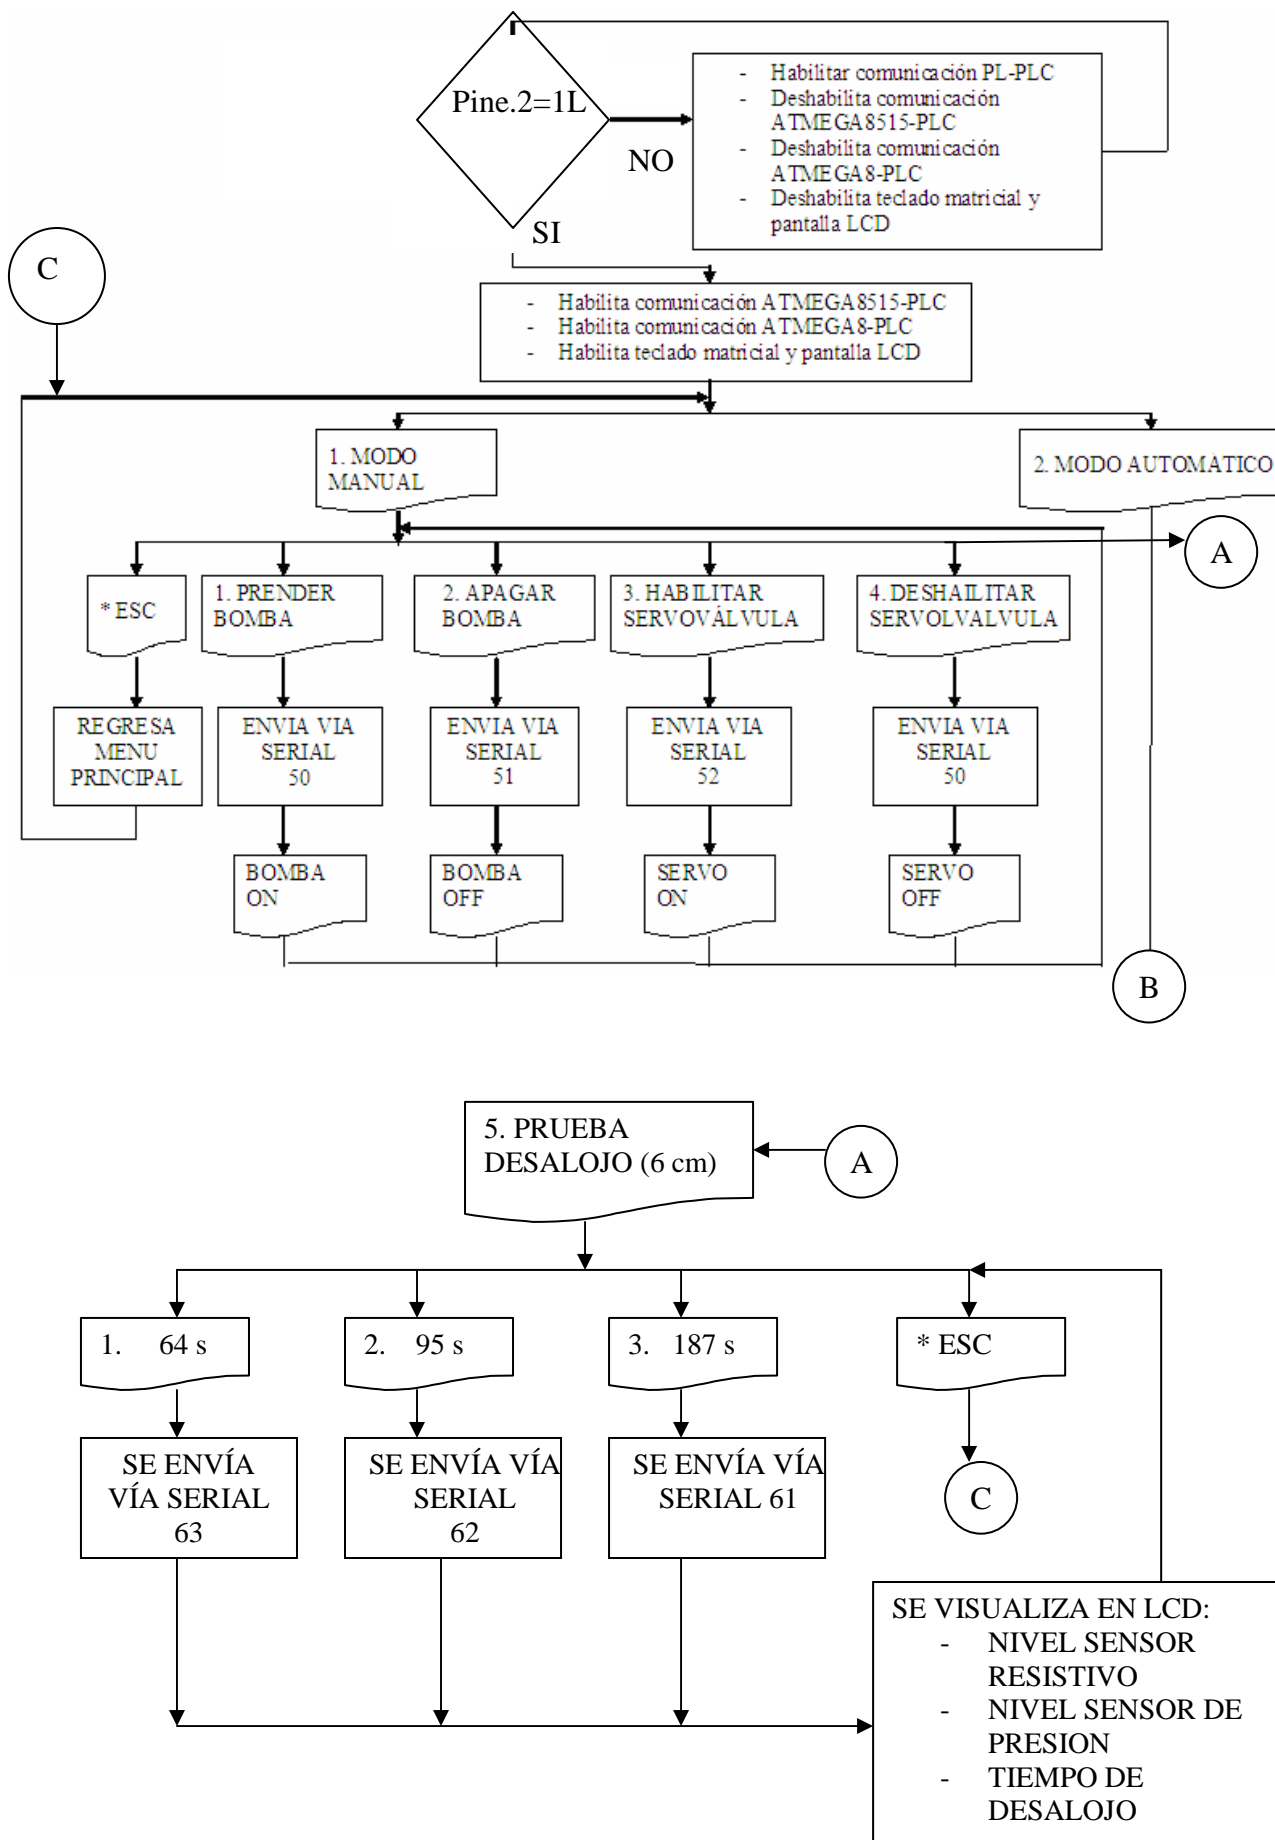 Pine.2=1L
NO
SI
- Habilitar comunicación PL-PLC
- Deshabilita comunicación
ATMEGA8515-PLC
- Deshabilita comunicación
ATMEGA8-PLC
- Deshabilita teclado matricial y
pantalla LCD
C
- Habilita comunicación ATMEGA8515-PLC
- Habilita comunicación ATMEGA8-PLC
- Habilita teclado matricial y pantalla LCD
1. MODO
MANUAL
2. MODO AUTOMÁTICO
A
* ESC
1. PRENDER
BOMBA
2. APAGAR
BOMBA
3. HABILITAR
SERVOVÁLVULA
4. DESHAILITAR
SERVOLVALVULA
REGRESA
MENU
PRINCIPAL
ENVIA VIA
SERIAL
50
ENVIA VIA
SERIAL
51
ENVIA VIA
SERIAL
52
ENVIA VIA
SERIAL
50
BOMBA
ON
BOMBA
OFF
SERVO
ON
SERVO
OFF
B
5. PRUEBA
DESALOJO (6 cm)
A
1. 64 s
2. 95 s
3. 187 s
* ESC
SE ENVÍA
VÍA SERIAL
63
SE ENVÍA VÍA
SERIAL
62
SE ENVÍA VÍA
SERIAL 61
C
SE VISUALIZA EN LCD:
- NIVEL SENSOR
RESISTIVO
- NIVEL SENSOR DE
PRESION
- TIEMPO DE
DESALOJO